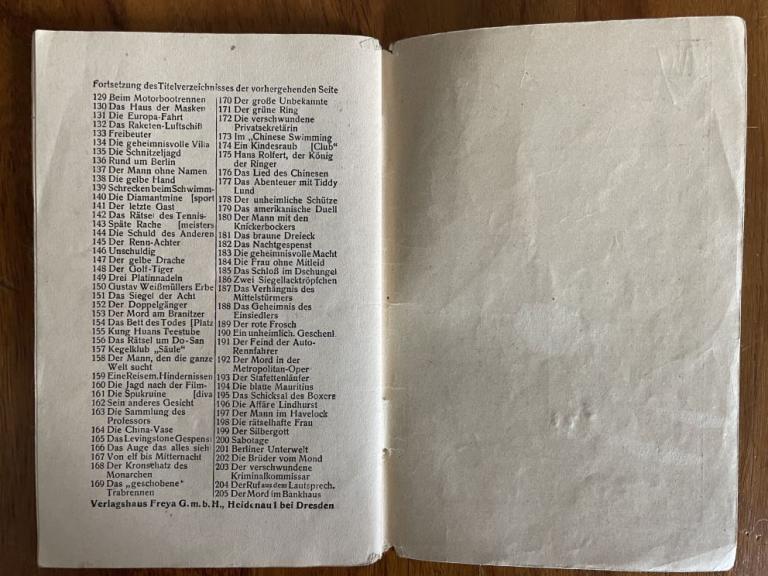 Fortsetzung des Titelverzeichnisses der vorhergehenden Seite
129 Beim Motorbootrennen
130 Das Haus der Masken
131 Die Europa-Fahrt
132 Das Raketen-Luftschiff
133 Freibeuter
134 Die geheimnisvolle Villa
135 Die Schnitzeljagd
136 Rund um Berlin
137 Der Mann ohne Namen
138 Die gelbe Hand
139 Schrecken beim Schwimm-
140 Die Diamantmine [sport
141 Der letzte Gast
142 Das Rätsel des Tennis-
143 Späte Rache [meisters
144 Die Schuld des Anderen
145 Der Renn-Achter
146 Unschuldig
147 Der gelbe Drache
148 Der Golf-Tiger
149 Drei Platinnadeln
150 Gustav Weißmüllers Erbe
151 Das Siegel der Acht
152 Der Doppelgänger
153 Der Mord am Branitzer
154 Das Bett des Todes [Platz
155 Kung Huans Teestube
156 Das Rätsel um Do-San
157 Kegelklub „Säule"
158 Der Mann, den die ganze
Welt sucht
159 Eine Reise m. Hindernissen
160 Die Jagd nach der Film-
161 Die Spukruine [diva
162 Sein anderes Gesicht
163 Die Sammlung des
Professors
164 Die China-Vase
165 Das Levingstone Gespenst
166 Das Auge das alles sieh
167 Von elf bis Mitternacht
168 Der Kronschatz des
Monarchen
169 Das „geschobene"
Trabrennen
170 Der große Unbekannte
171 Der grüne Ring
172 Die verschwundene
Privatsekretärin
173 Im „Chinese Swimming
174 Ein Kindesraub [Club"
175 Hans Rolfert, der König
der Ringer
176 Das Lied des Chinesen
177 Das Abenteuer mit Tiddy
Lund
178 Der unheimliche Schütze
179 Das amerikanische Duell
180 Der Mann mit den
Knickerbockers
181 Das braune Dreieck
182 Das Nachtgespenst
183 Die geheimnisvolle Macht
184 Die Frau ohne Mitleid
185 Das Schloß im Dschungel
186 Zwei Siegellacktröpfchen
187 Das Verhängnis des
Mittelstürmers
188 Das Geheimnis des
Einsiedlers
189 Der rote Frosch
190 Ein unheimlich. Geschenk
191 Der Feind der Auto-
Rennfahrer
192 Der Mord in der
Metropolitan-Oper
193 Der Stafettenläufer
194 Die blaue Mauritius
195 Das Schicksal des Boxers
196 Die Affäre Lindhurst
197 Der Mann im Havelock
198 Die rätselhafte Frau
199 Der Silbergott
200 Sabotage
201 Berliner Unterwelt
202 Die Brüder vom Mond
203 Der verschwundene
Kriminalkommissar
204 Der Ruf aus dem Lautsprech.
205 Der Mord im Bankhaus
Verlagshaus Freya G.m.b.H., Heidenau I bei Dresden